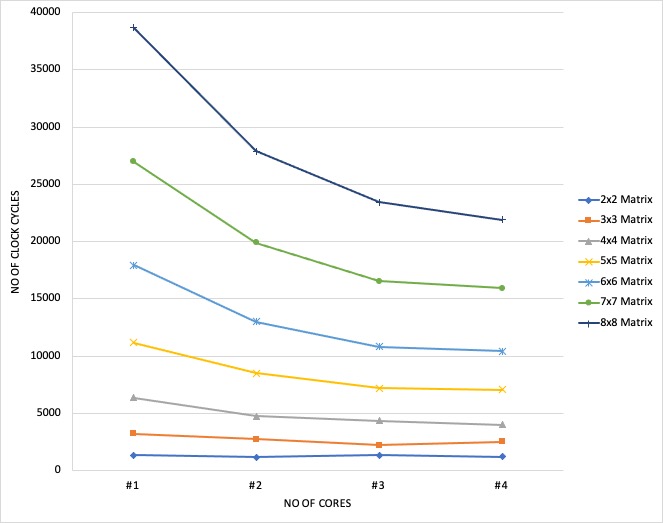 40000
35000
30000
25000
20000
15000
10000
5000
0
NO OF CLOCK CYCLES
#1 #2 #3 #4
NO OF CORES
2x2 Matrix
3x3 Matrix
4x4 Matrix
5x5 Matrix
6x6 Matrix
7x7 Matrix
8x8 Matrix